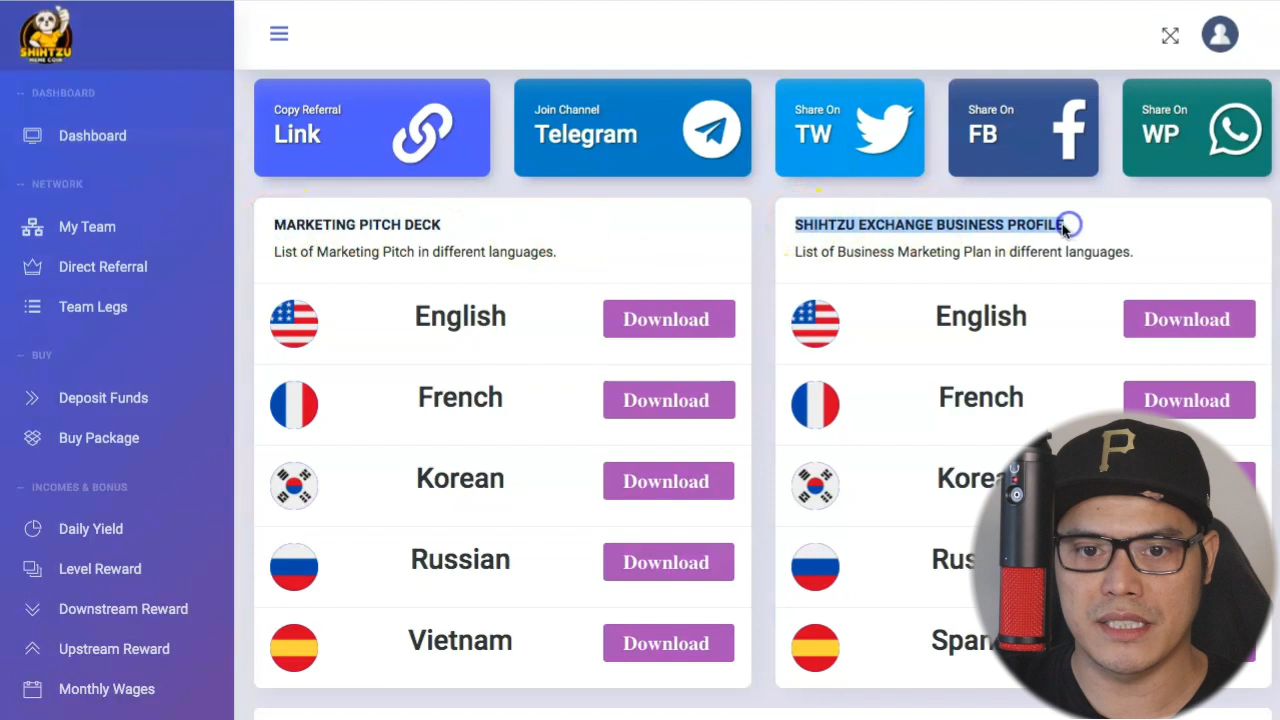 SHIHTZU
MEME COIN
-- DASHBOARD
Dashboard
-- NETWORK
My Team
Direct Referral
Team Legs
-- BUY
Deposit Funds
Buy Package
-- INCOMES & BONUS
Daily Yield
Level Reward
Downstream Reward
Upstream Reward
Monthly Wages
Copy Referral
Link
Join Channel
Telegram
Share On
TW
Share On
FB
Share On
WP
MARKETING PITCH DECK
List of Marketing Pitch in different languages.
English Download
French Download
Korean Download
Russian Download
Vietnam Download
SHIHTZU EXCHANGE BUSINESS PROFILE
List of Business Marketing Plan in different languages.
English Download
French Download
P